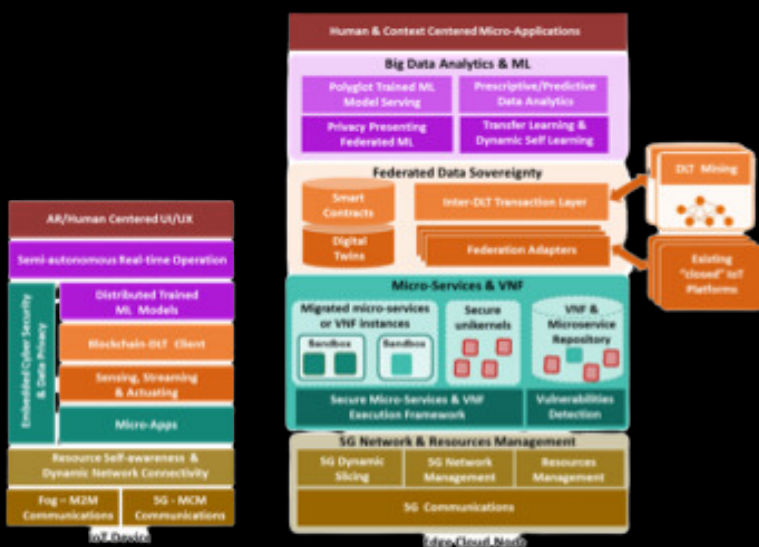 Human & Context Centered Micro-Applications
Big Data Analytics & ML
Polyglot Trained ML
Model Serving
Prescriptive/Predictive
Data Analytics
Privacy Presenting
Federated ML
Transfer Learning &
Dynamic Self Learning
Federated Data Sovereignty
Smart
Contracts
Inter-DLT Transaction Layer
Digital
Twins
Federation Adapters
DLT Mining
Existing
"closed" IoT
Platforms
Micro-Services & VNF
Migrated micro-services
or VNF instances
Sandbox
Sandbox
Secure
unikernels
VNF &
Microservice
Repository
Secure Micro-Services & VNF
Execution Framework
Vulnerabilities
Detection
5G Network & Resources Management
5G Dynamic
Slicing
5G Network
Management
Resources
Management
5G Communications
Edge Cloud Node
AR/Human Centered UI/UX
Semi-autonomous Real-time Operation
Embedded Cyber Security
& Data Privacy
Distributed Trained
ML Models
Blockchain-DLT Client
Sensing, Streaming
& Actuating
Micro-Apps
Resource Self-awareness &
Dynamic Network Connectivity
Fog – M2M
Communications
5G - MCM
Communications
IoT Device